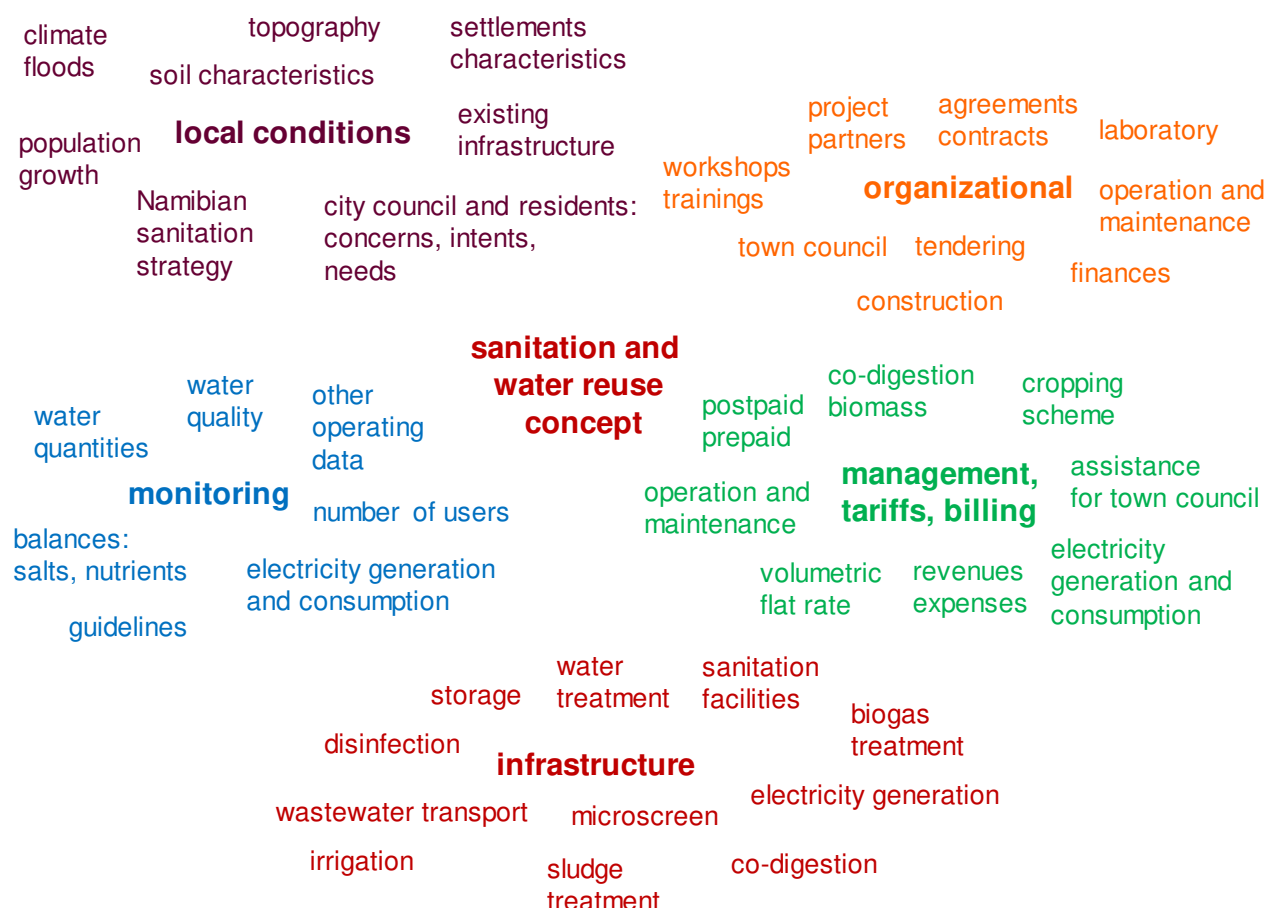 climate
floods
topography
soil characteristics
settlements
characteristics
population
growth
local conditions
existing
infrastructure
Namibian
sanitation
strategy
city council and residents:
concerns, intents,
needs
project
partners
agreements
contracts
laboratory
workshops
trainings
organizational
operation and
maintenance
town council
tendering
finances
construction
sanitation and
water reuse
concept
water
quantities
water
quality
other
operating
data
monitoring
number of users
balances:
salts, nutrients
electricity generation
and consumption
guidelines
postpaid
prepaid
co-digestion
biomass
cropping
scheme
operation and
maintenance
management,
tariffs, billing
assistance
for town council
volumetric
flat rate
revenues
expenses
electricity
generation and
consumption
storage
water
treatment
sanitation
facilities
biogas
treatment
disinfection
infrastructure
wastewater transport
microscreen
electricity generation
irrigation
sludge
treatment
co-digestion